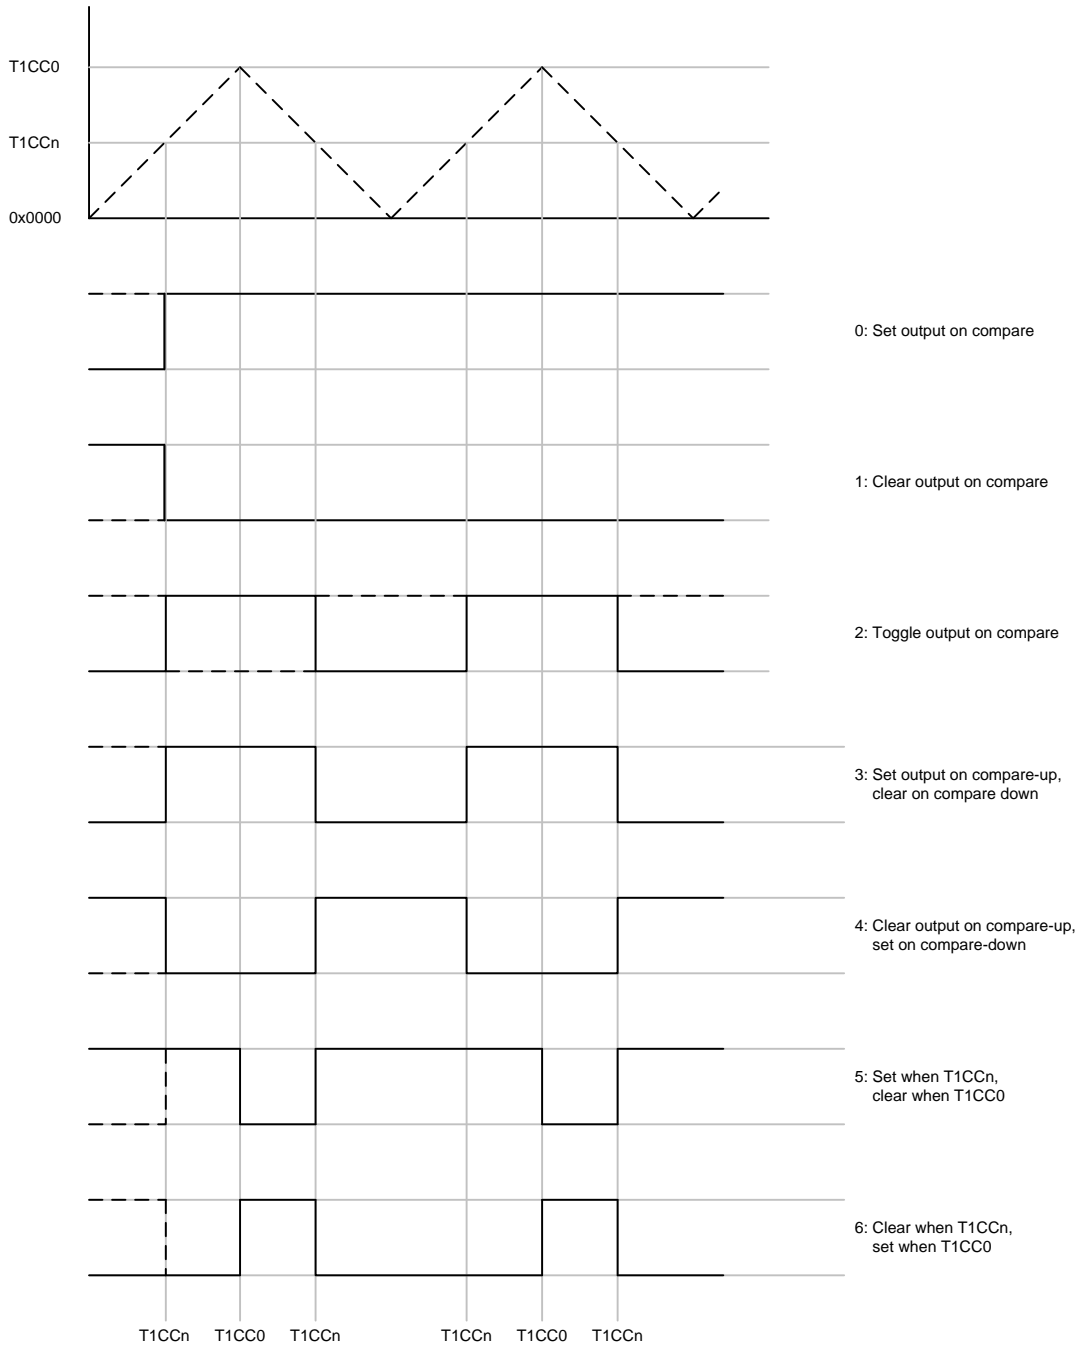 T1CC0
T1CCn
0x0000
0: Set output on compare
1: Clear output on compare
2: Toggle output on compare
3: Set output on compare-up,
clear on compare down
4: Clear output on compare-up,
set on compare-down
5: Set when T1CCn,
clear when T1CC0
6: Clear when T1CCn,
set when T1CC0
T1CCn T1CC0 T1CCn T1CCn T1CC0 T1CCn